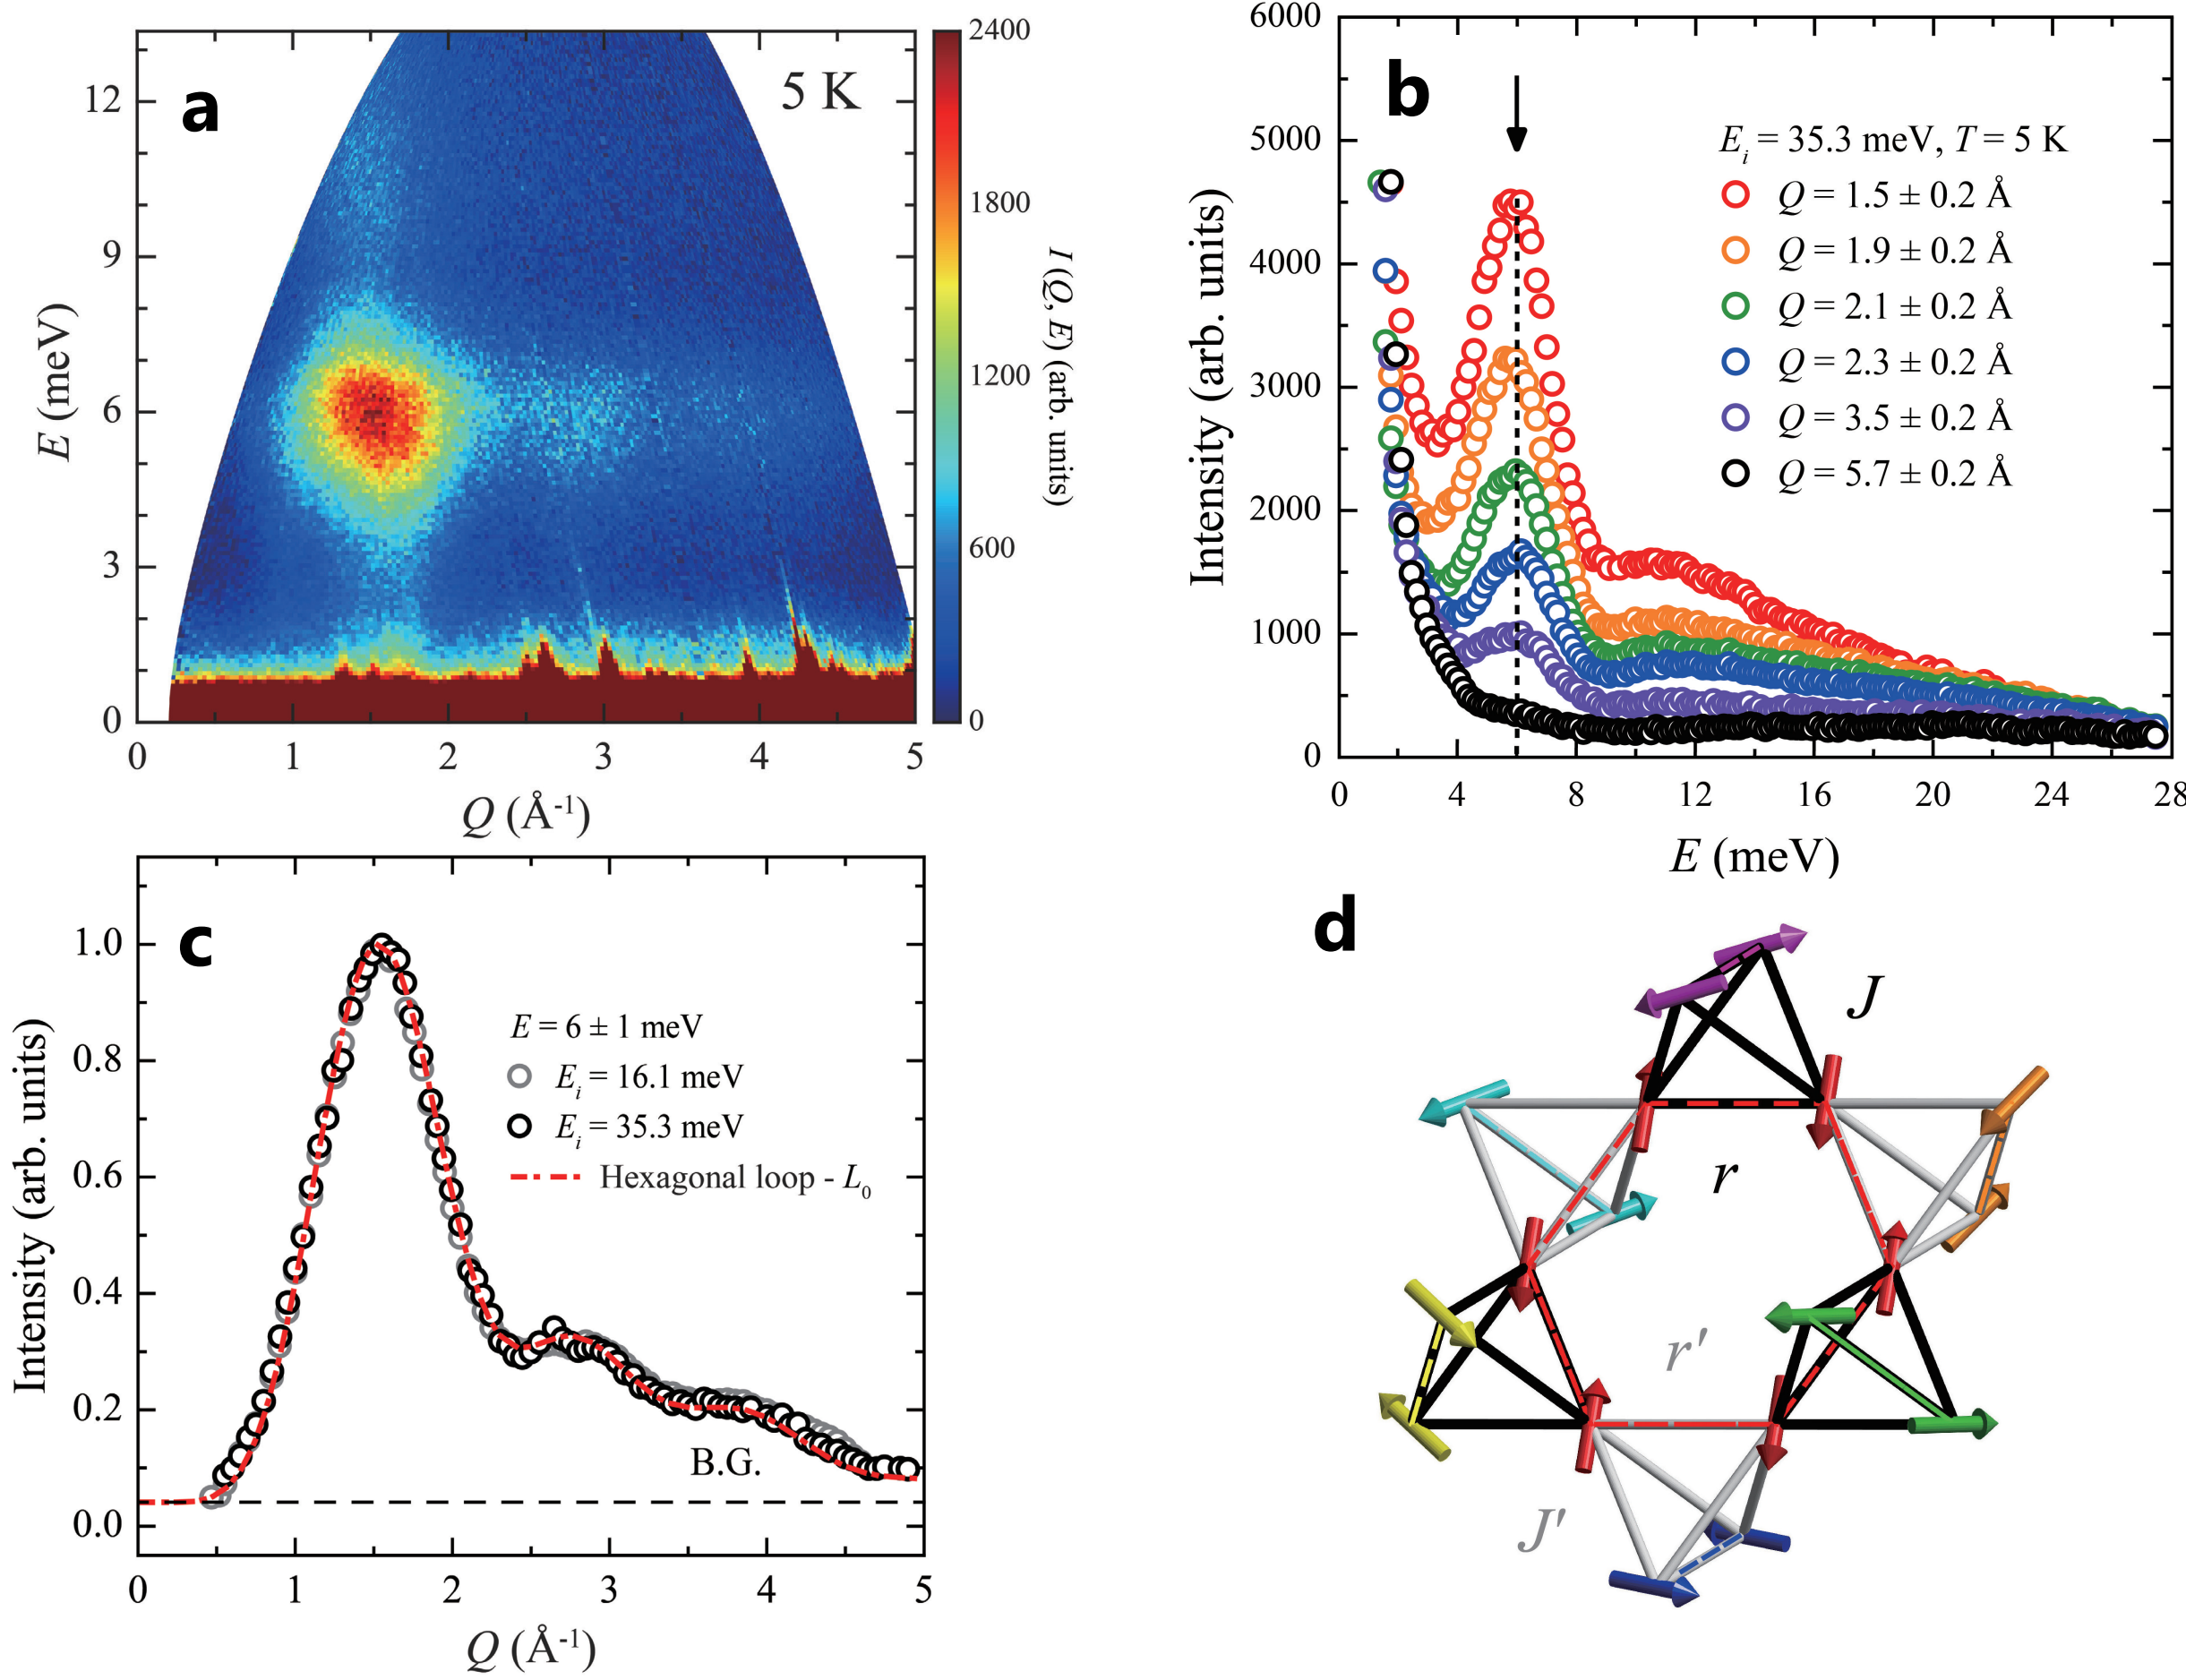 a
5 K
12
9
6
3
0
E (meV)
0 1 2 3 4 5
Q (Å-1)
2400
1800
1200
600
0
I (Q, E) (arb. units)
b
6000
5000
4000
3000
2000
1000
0
Intensity (arb. units)
Ei = 35.3 meV, T = 5 K
Q = 1.5 ± 0.2 Å
Q = 1.9 ± 0.2 Å
Q = 2.1 ± 0.2 Å
Q = 2.3 ± 0.2 Å
Q = 3.5 ± 0.2 Å
Q = 5.7 ± 0.2 Å
0 4 8 12 16 20 24 28
E (meV)
c
1.0
0.8
0.6
0.4
0.2
0.0
Intensity (arb. units)
E = 6 ± 1 meV
Ei = 16.1 meV
Ei = 35.3 meV
Hexagonal loop - L0
B.G.
0 1 2 3 4 5
Q (Å-1)
d
J
r
r'
J'